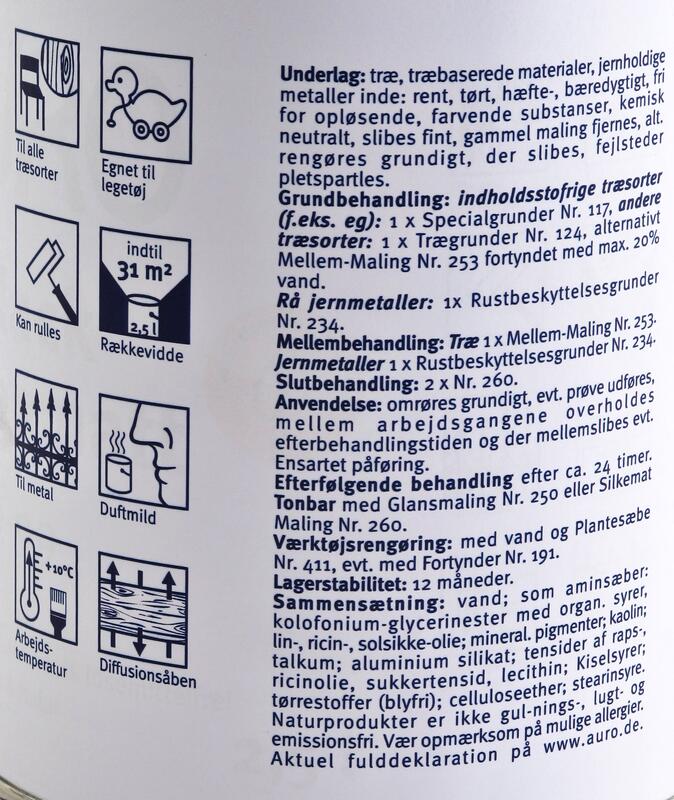 Til alle
træsorter
Egnet til
legetøj
Kan rulles
indtil
31 m²
2,5 l
Rækkevidde
Til metal
Duftmild
+10°C
Arbejds-
temperatur
Diffusionsåben
Underlag: træ, træbaserede materialer, jernholdige
metaller inde: rent, tørt, hæfte-, bæredygtigt, fri
for opløsende, farvende substanser, kemisk
neutralt, slibes fint, gammel maling fjernes, alt.
rengøres grundigt, der slibes, fejlsteder
pletspartles.
Grundbehandling: indholdsstofrige træsorter
(f.eks. eg): 1 x Specialgrunder Nr. 117, andere
træsorter: 1 x Trægrunder Nr. 124, alternativt
Mellem-Maling Nr. 253 fortyndet med max. 20%
vand.
Rå jernmetaller: 1x Rustbeskyttelsesgrunder
Nr. 234.
Mellembehandling: Træ 1 x Mellem-Maling Nr. 253.
Jernmetaller 1 x Rustbeskyttelsesgrunder Nr. 234.
Slutbehandling: 2 x Nr. 260.
Anvendelse: omrøres grundigt, evt. prøve udføres,
mellem arbejdsgangene overholdes
efterbehandlingstiden og der mellemslibes evt.
Ensartet påføring.
Efterfølgende behandling efter ca. 24 timer.
Tonbar med Glansmaling Nr. 250 eller Silkemat
Maling Nr. 260.
Værktøjsrengøring: med vand og Plantesæbe
Nr. 411, evt. med Fortynder Nr. 191.
Lagerstabilitet: 12 måneder.
Sammensætning: vand; som aminsæber:
kolofonium-glycerinester med organ. syrer,
lin-, ricin-, solsikke-olie; mineral. pigmenter; kaolin;
talkum; aluminium silikat; tensider af raps-,
ricinolie, sukkertensid, lecithin; Kiselsyrer;
tørrestoffer (blyfri); celluloseether; stearinsyre.
Naturprodukter er ikke gul-nings-, lugt- og
emissionsfri. Vær opmærksom på mulige allergier.
Aktuel fulddeklaration på www.auro.de.